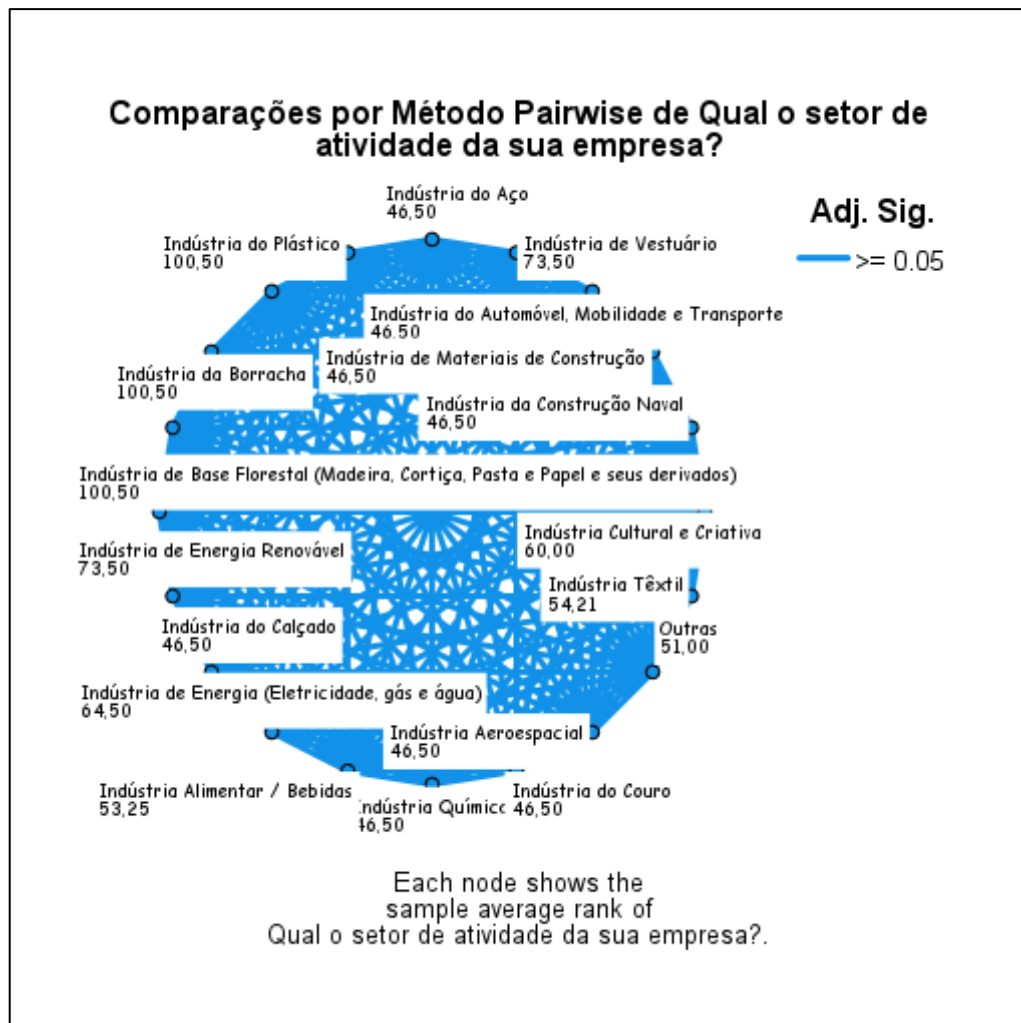 Comparações por Método Pairwise de Qual o setor de
atividade da sua empresa?
Adj. Sig.
>= 0.05
Indústria do Aço
46,50
Indústria do Plástico
100,50
Indústria de Vestuário
73,50
Indústria do Automóvel, Mobilidade e Transporte
46,50
Indústria de Materiais de Construção
46,50
Indústria da Borracha
100,50
Indústria da Construção Naval
46,50
Indústria de Base Florestal (Madeira, Cortiça, Pasta e Papel e seus derivados)
100,50
Indústria Cultural e Criativa
60,00
Indústria de Energia Renovável
73,50
Indústria Têxtil
54,21
Indústria do Calçado
46,50
Outras
51,00
Indústria de Energia (Eletricidade, gás e água)
64,50
Indústria Aeroespacial
46,50
Indústria Alimentar / Bebidas
53,25
Indústria Químic
46,50
Indústria do Couro
46,50
Each node shows the
sample average rank of
Qual o setor de atividade da sua empresa?.